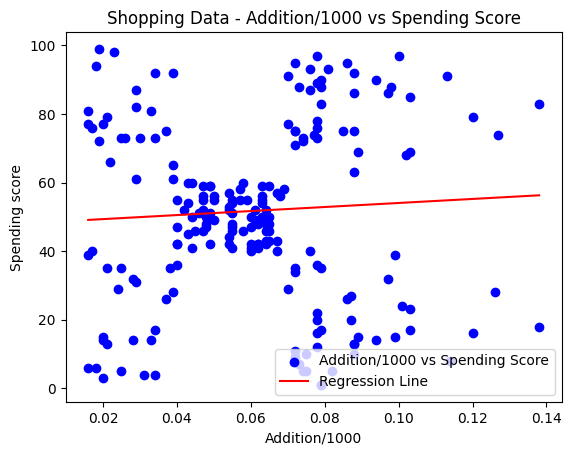 Shopping Data - Addition/1000 vs Spending Score
100
80
60
40
20
0
Spending score
0.02 0.04 0.06 0.08 0.10 0.12 0.14
Addition/1000
Addition/1000 vs Spending Score
Regression Line